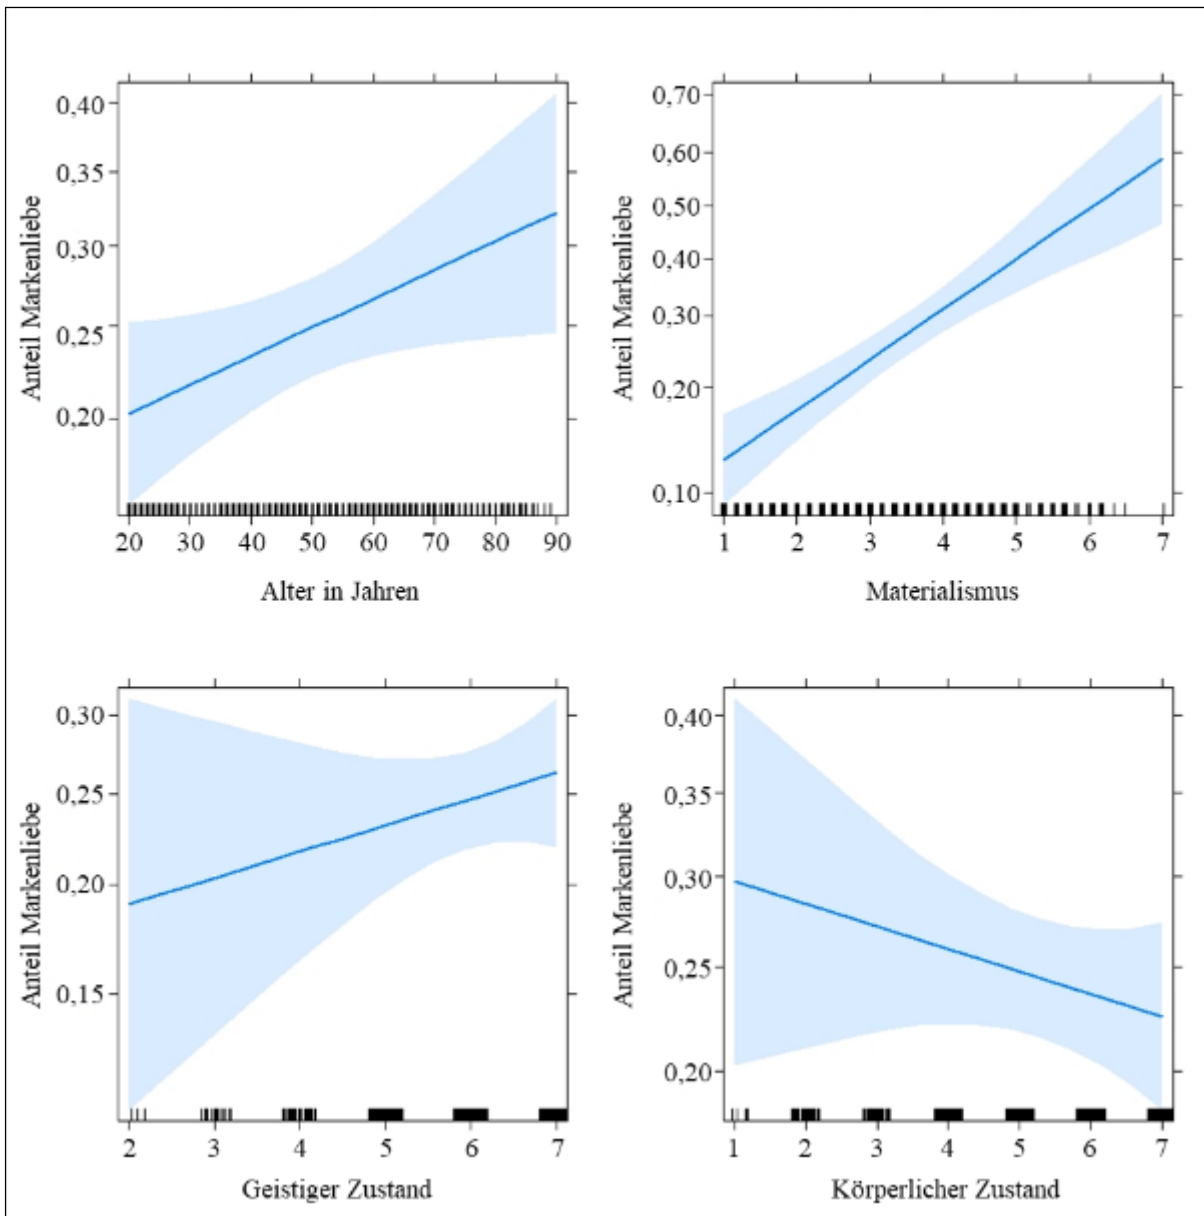 0,40
0,35
0,30
0,25
0,20
Anteil Markenliebe
20 30 40 50 60 70 80 90
Alter in Jahren
0,70
0,60
0,50
0,40
0,30
0,20
0,10
Anteil Markenliebe
1 2 3 4 5 6 7
Materialismus
0,30
0,25
0,20
0,15
Anteil Markenliebe
2 3 4 5 6 7
Geistiger Zustand
0,40
0,35
0,30
0,25
0,20
Anteil Markenliebe
1 2 3 4 5 6 7
Körperlicher Zustand